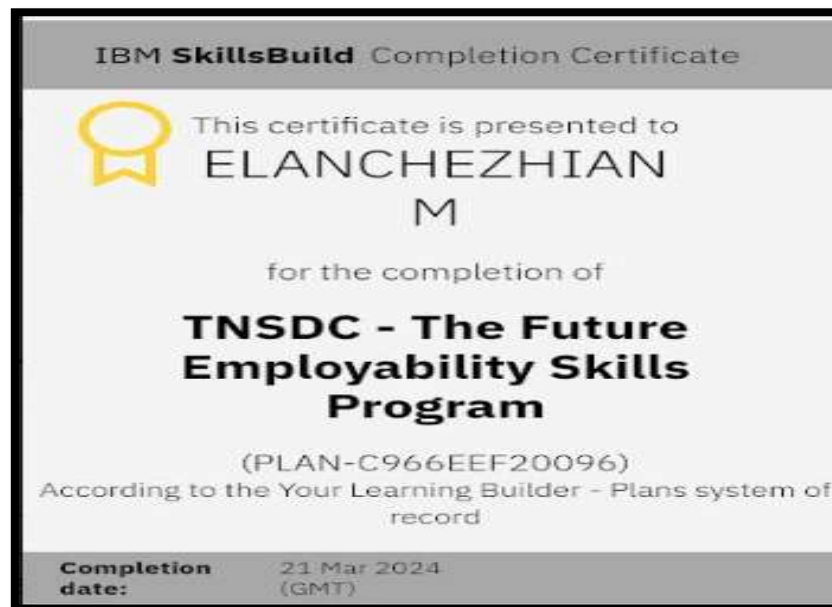 IBM SkillsBuild Completion Certificate
This certificate is presented to
ELANCHEZHIAN
M
for the completion of
TNSDC - The Future
Employability Skills
Program
(PLAN-C966EEF20096)
According to the Your Learning Builder - Plans system of
record
Completion date: 21 Mar 2024 (GMT)